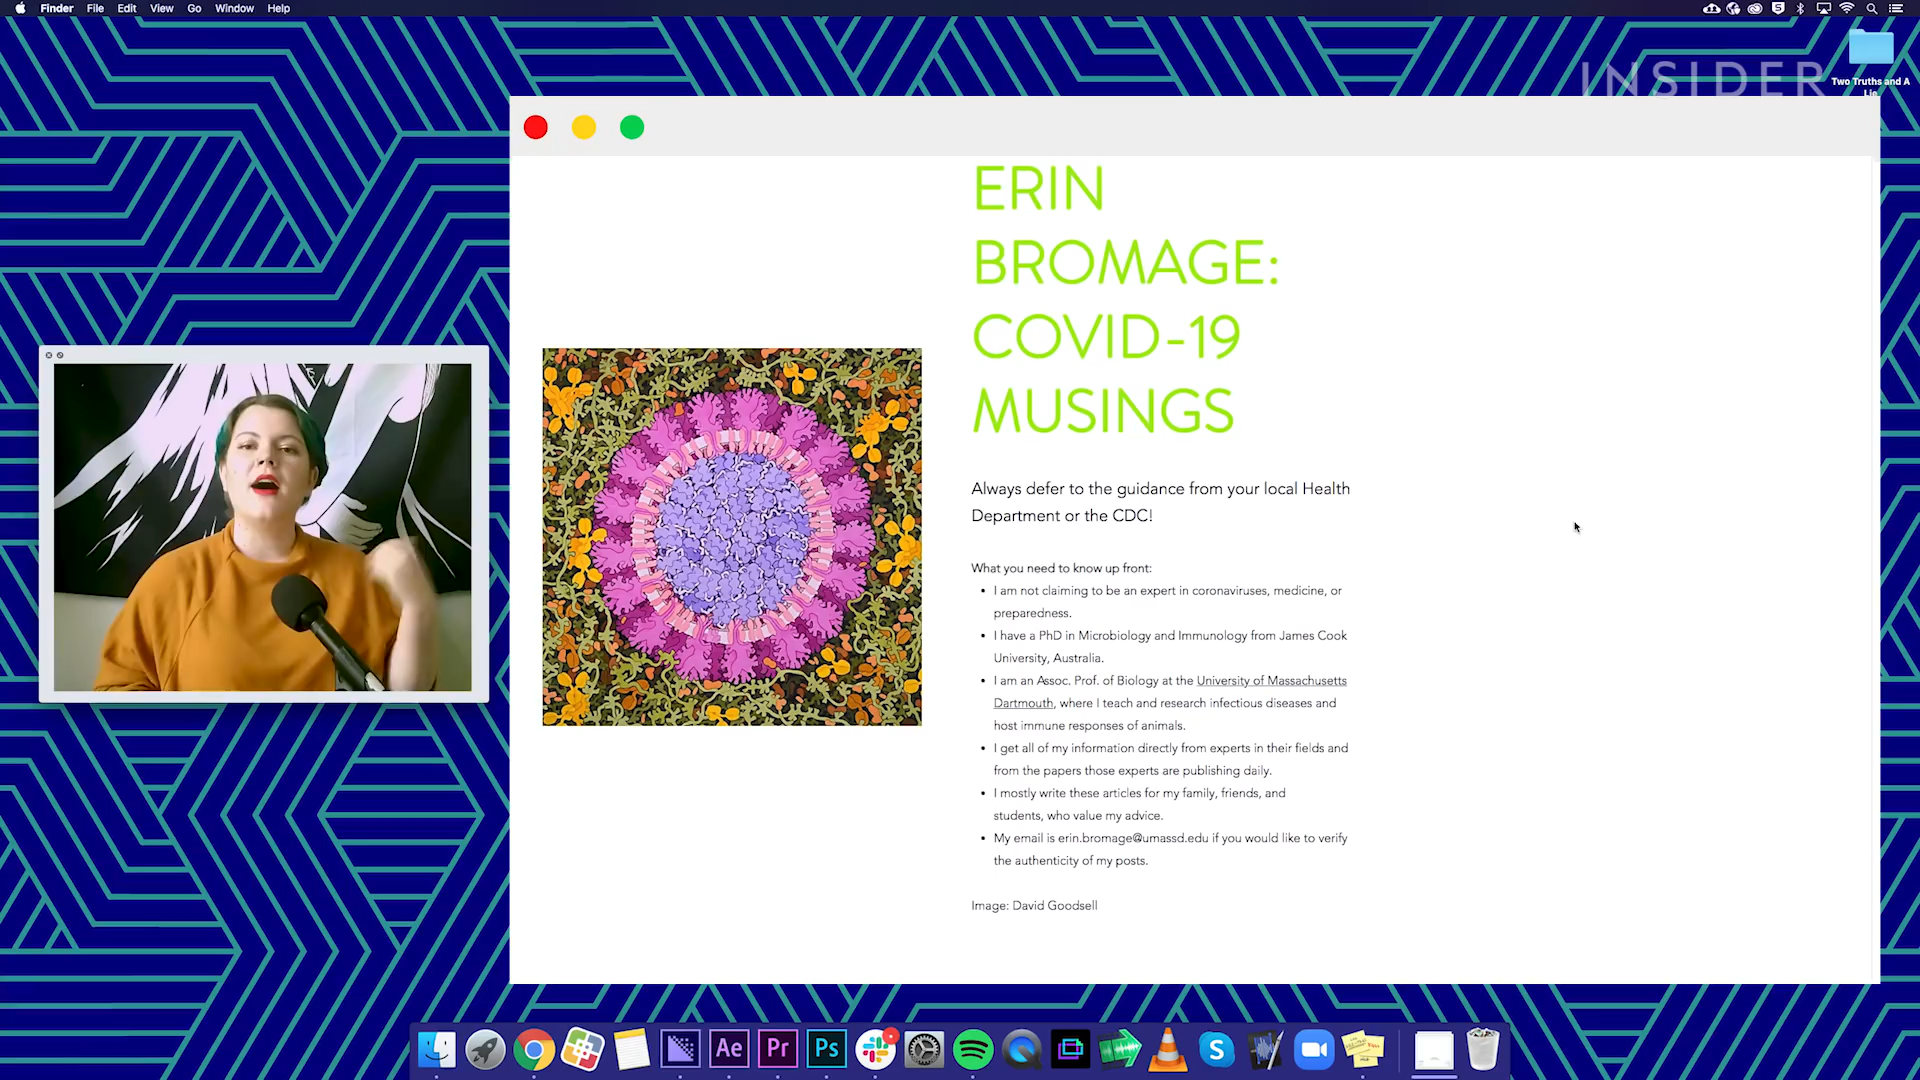 Finder File Edit View Go Window Help
INSIDER
Two Truths and A
Lie
ERIN
BROMAGE:
COVID-19
MUSINGS
Always defer to the guidance from your local Health
Department or the CDC!
What you need to know up front:
• I am not claiming to be an expert in coronaviruses, medicine, or
preparedness.
• I have a PhD in Microbiology and Immunology from James Cook
University, Australia.
• I am an Assoc. Prof. of Biology at the University of Massachusetts
Dartmouth, where I teach and research infectious diseases and
host immune responses of animals.
• I get all of my information directly from experts in their fields and
from the papers those experts are publishing daily.
• I mostly write these articles for my family, friends, and
students, who value my advice.
• My email is erin.bromage@umassd.edu if you would like to verify
the authenticity of my posts.
Image: David Goodsell
Ae Pr Ps S